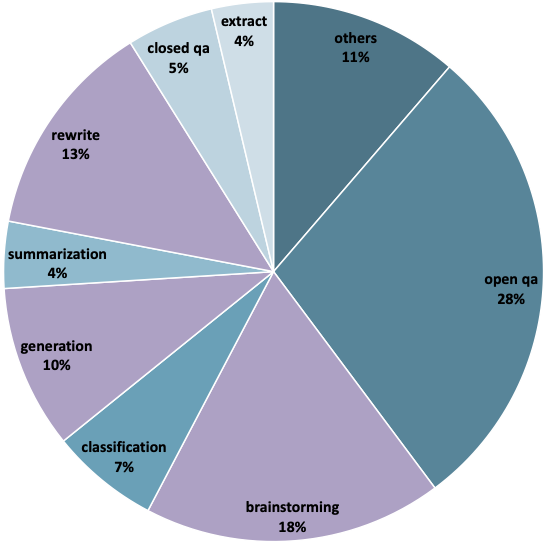 extract
4%
others
11%
closed qa
5%
rewrite
13%
summarization
4%
open qa
28%
generation
10%
classification
7%
brainstorming
18%